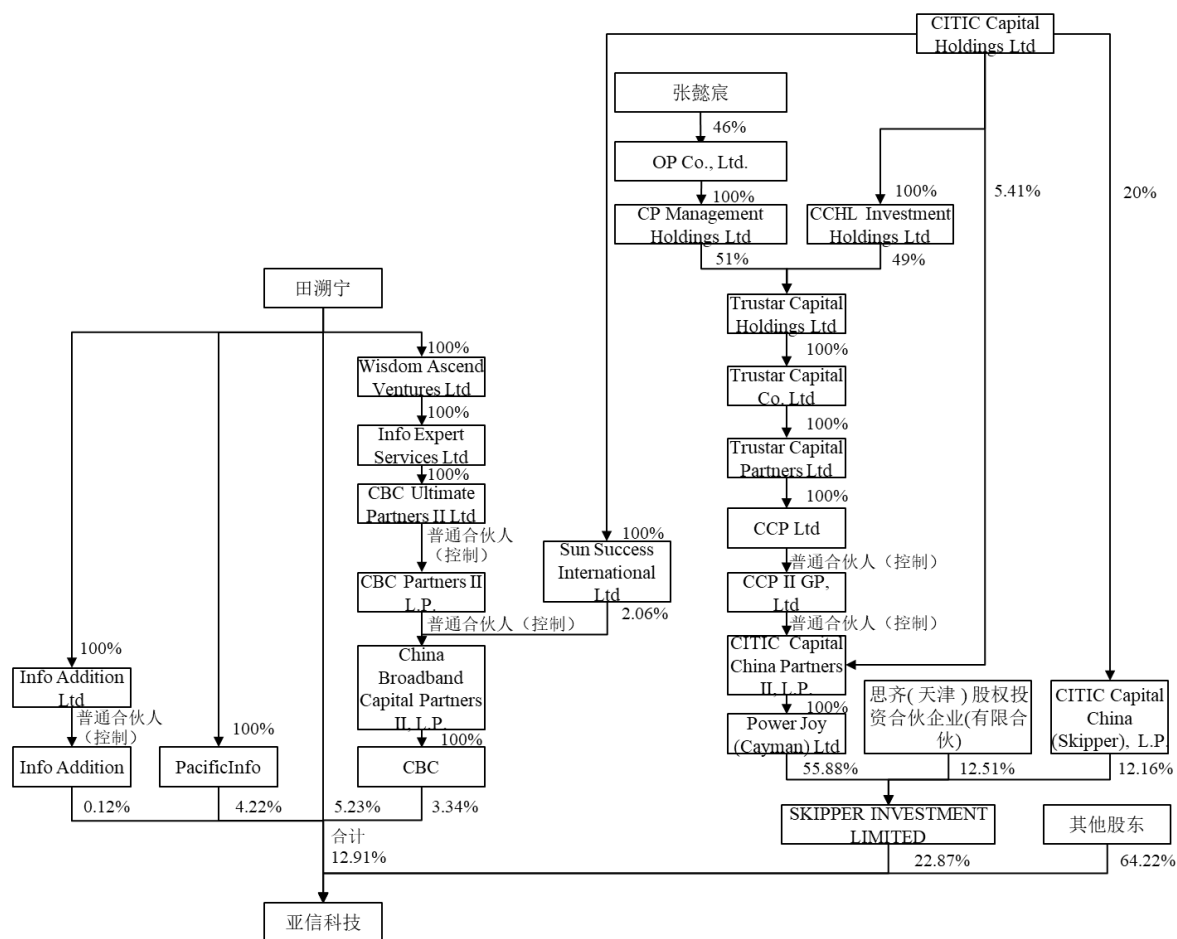 CITIC Capital
Holdings Ltd
张懿宸
46%
OP Co., Ltd.
100%
CP Management
Holdings Ltd
51%
100%
CCHL Investment
Holdings Ltd
49%
5.41%
20%
田溯宁
Trustar Capital
Holdings Ltd
100%
Trustar Capital
Co. Ltd
100%
Trustar Capital
Partners Ltd
100%
CCP Ltd
普通合伙人（控制）
CCP II GP,
Ltd
普通合伙人（控制）
CITIC Capital
China Partners
II, L.P.
100%
Power Joy
(Cayman) Ltd
55.88%
100%
Wisdom Ascend
Ventures Ltd
100%
Info Expert
Services Ltd
100%
CBC Ultimate
Partners II Ltd
普通合伙人
（控制）
CBC Partners II
L.P.
普通合伙人（控制）
100%
Sun Success
International
Ltd
2.06%
China
Broadband
Capital Partners
II, L.P.
100%
CBC
3.34%
100%
Info Addition
Ltd
普通合伙人
（控制）
Info Addition
0.12%
100%
PacificInfo
4.22%
5.23%
思齐( 天津 ) 股权投
资合伙企业(有限合
伙)
12.51%
CITIC Capital
China
(Skipper), L.P.
12.16%
SKIPPER INVESTMENT
LIMITED
22.87%
其他股东
64.22%
合计
12.91%
亚信科技